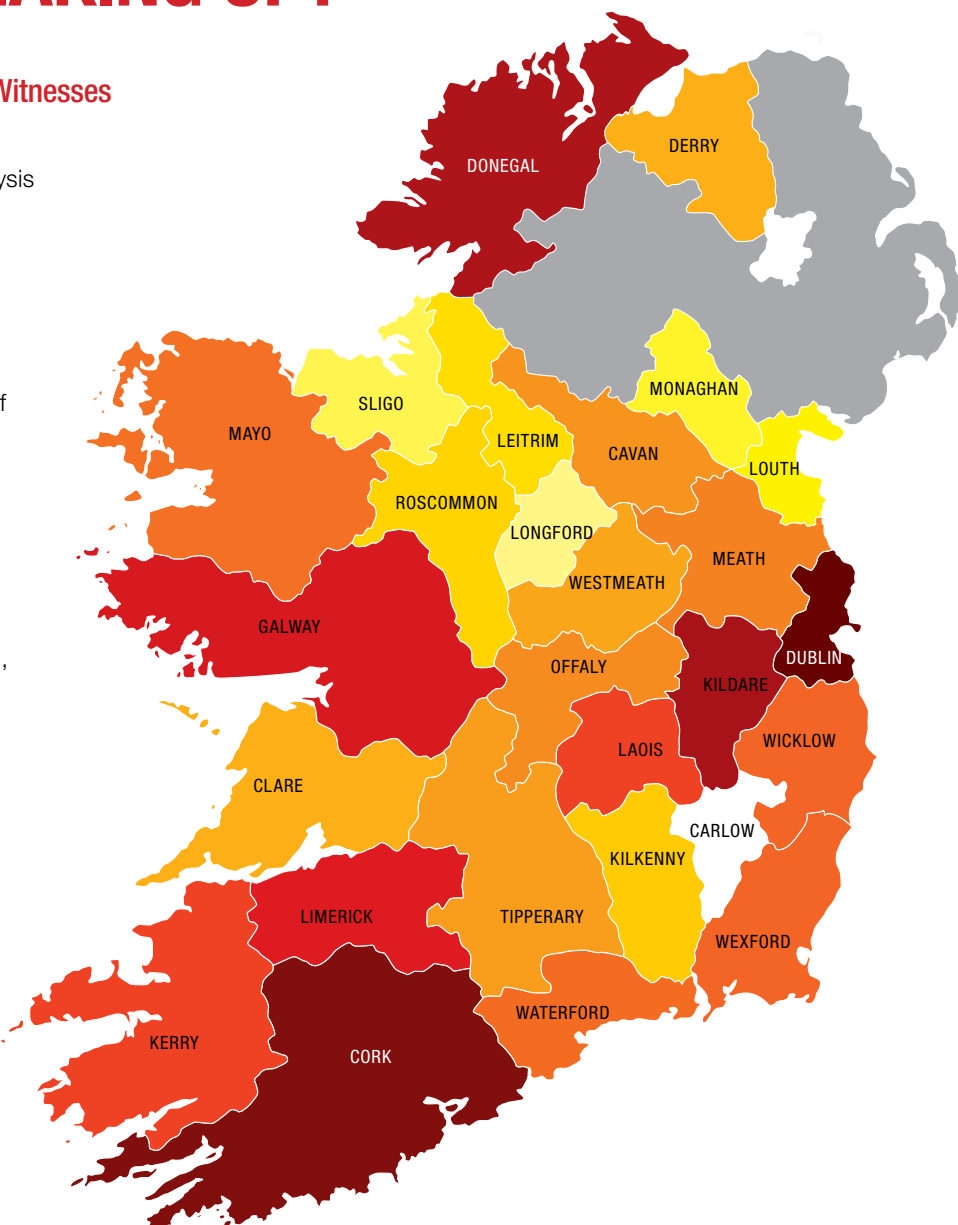 Witnesses
ysis
f
,
DONEGAL
DERRY
SLIGO
MONAGHAN
MAYO
LEITRIM
CAVAN
LOUTH
ROSCOMMON
LONGFORD
MEATH
WESTMEATH
GALWAY
OFFALY
DUBLIN
KILDARE
LAOIS
WICKLOW
CLARE
CARLOW
KILKENNY
LIMERICK
TIPPERARY
WEXFORD
WATERFORD
KERRY
CORK